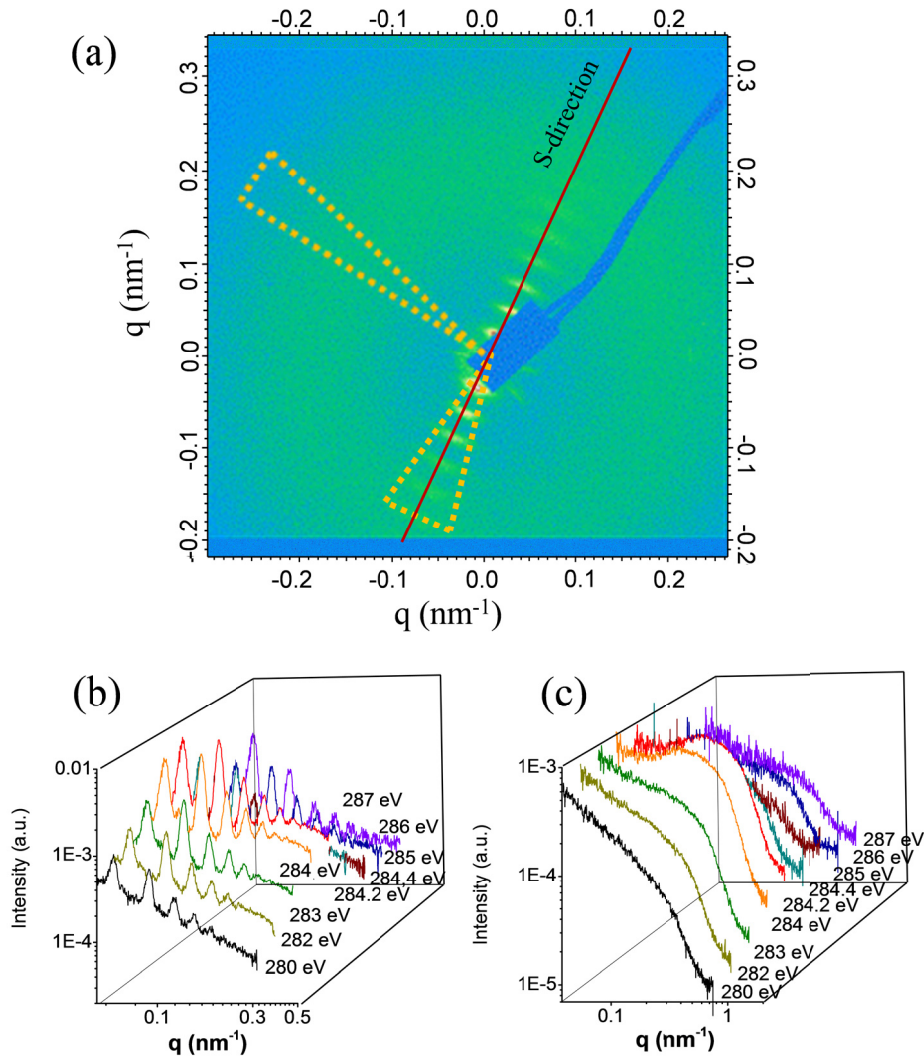 -0.2 -0.1 0.0 0.1 0.2
(a)
S-direction
0.3 0.3
0.2 0.2
0.1 0.1
0.0 0.0
-0.1 -0.1
-0.2 -0.2
q (nm⁻¹)
-0.2 -0.1 0.0 0.1 0.2
q (nm⁻¹)
(b)
0.01
1E-3
1E-4
Intensity (a.u.)
287 eV
286 eV
285 eV
284.4 eV
284.2 eV
284 eV
283 eV
282 eV
280 eV
0.1 0.3 0.5
q (nm⁻¹)
(c)
1E-3
1E-4
1E-5
Intensity (a.u.)
287 eV
286 eV
285 eV
284.4 eV
284.2 eV
284 eV
283 eV
282 eV
280 eV
0.1 1
q (nm⁻¹)